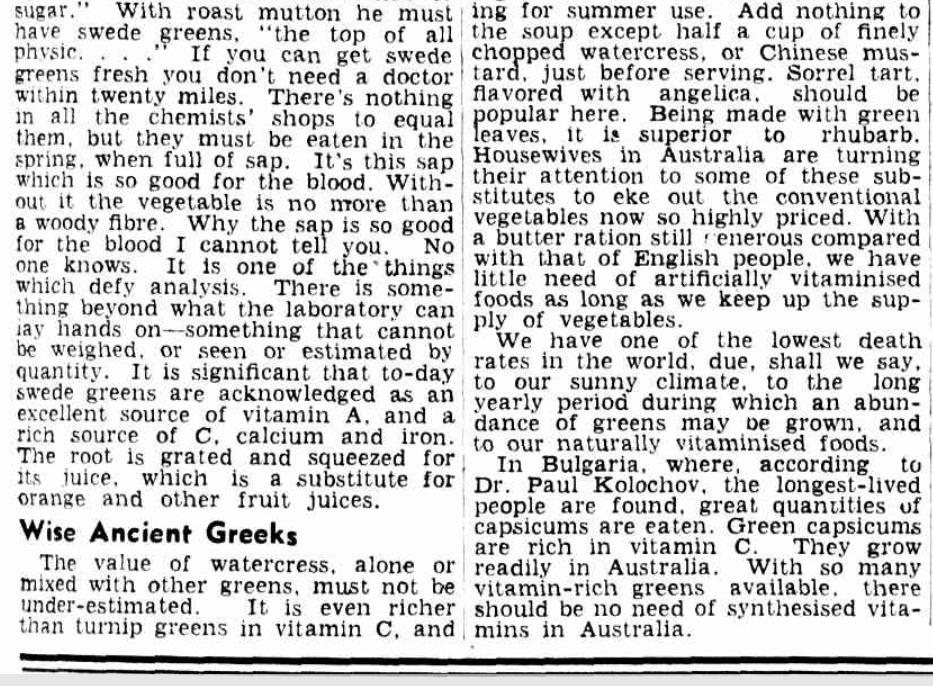 sugar." With roast mutton he must
have swede greens, "the top of all
physic. . . ." If you can get swede
greens fresh you don't need a doctor
within twenty miles. There's nothing
in all the chemists' shops to equal
them, but they must be eaten in the
spring, when full of sap. It's this sap
which is so good for the blood. With-
out it the vegetable is no more than
a woody fibre. Why the sap is so good
for the blood I cannot tell you. No
one knows. It is one of the things
which defy analysis. There is some-
thing beyond what the laboratory can
lay hands on—something that cannot
be weighed, or seen or estimated by
quantity. It is significant that to-day
swede greens are acknowledged as an
excellent source of vitamin A, and a
rich source of C, calcium and iron.
The root is grated and squeezed for
its juice, which is a substitute for
orange and other fruit juices.
Wise Ancient Greeks
The value of watercress, alone or
mixed with other greens, must not be
under-estimated. It is even richer
than turnip greens in vitamin C, and
ing for summer use. Add nothing to
the soup except half a cup of finely
chopped watercress, or Chinese mus-
tard, just before serving. Sorrel tart,
flavored with angelica, should be
popular here. Being made with green
leaves, it is superior to rhubarb.
Housewives in Australia are turning
their attention to some of these sub-
stitutes to eke out the conventional
vegetables now so highly priced. With
a butter ration still generous compared
with that of English people, we have
little need of artificially vitaminised
foods as long as we keep up the sup-
ply of vegetables.
We have one of the lowest death
rates in the world, due, shall we say,
to our sunny climate, to the long
yearly period during which an abun-
dance of greens may be grown, and
to our naturally vitaminised foods.
In Bulgaria, where, according to
Dr. Paul Kolochov, the longest-lived
people are found, great quantities of
capsicums are eaten. Green capsicums
are rich in vitamin C. They grow
readily in Australia. With so many
vitamin-rich greens available, there
should be no need of synthesised vita-
mins in Australia.